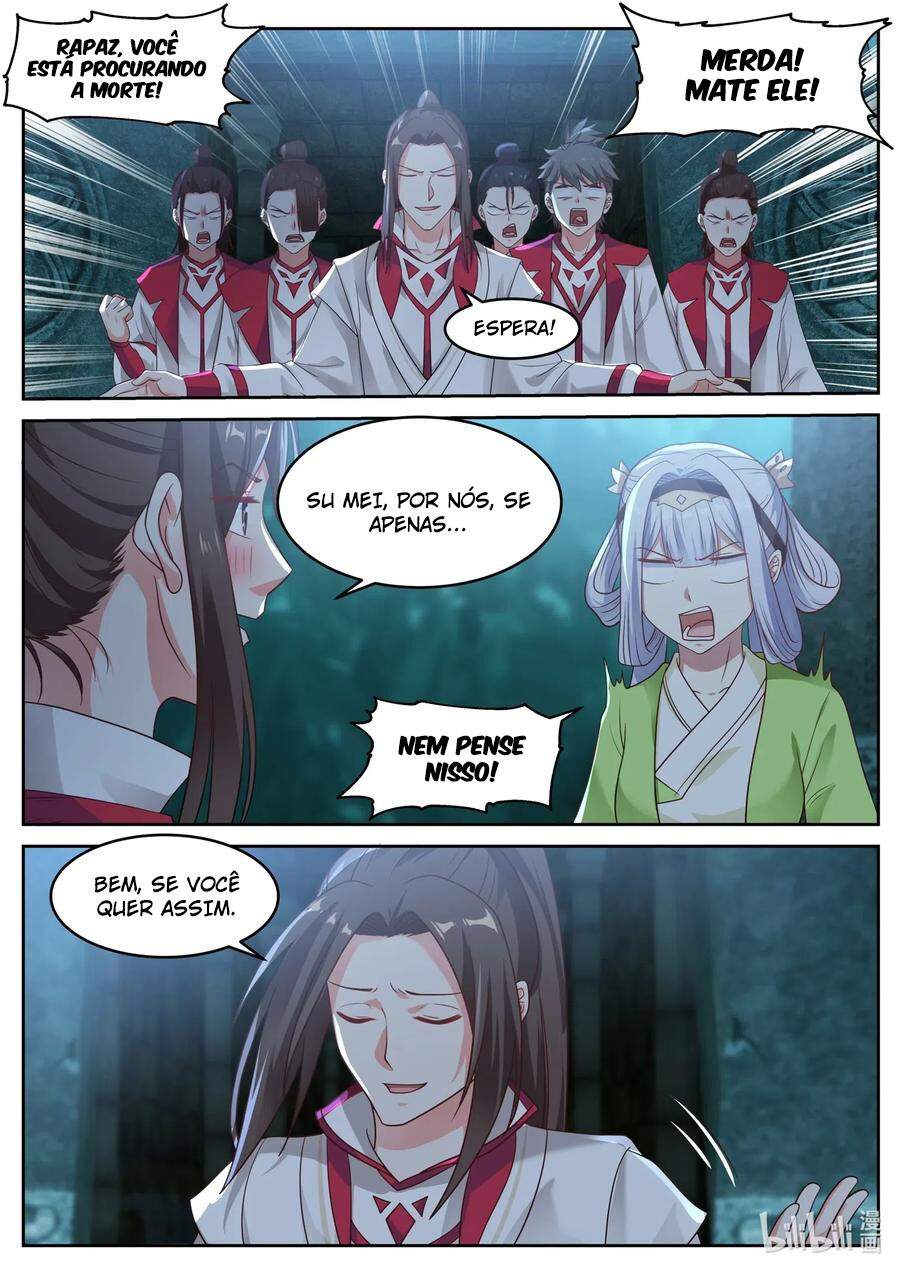 RAPAZ, VOCÊ
ESTÁ PROCURANDO
A MORTE!
MERDA!
MATE ELE!
ESPERA!
SU MEI, POR NÓS, SE
APENAS...
NEM PENSE
NISSO!
BEM, SE VOCÊ
QUER ASSIM.
bilibili 漫画